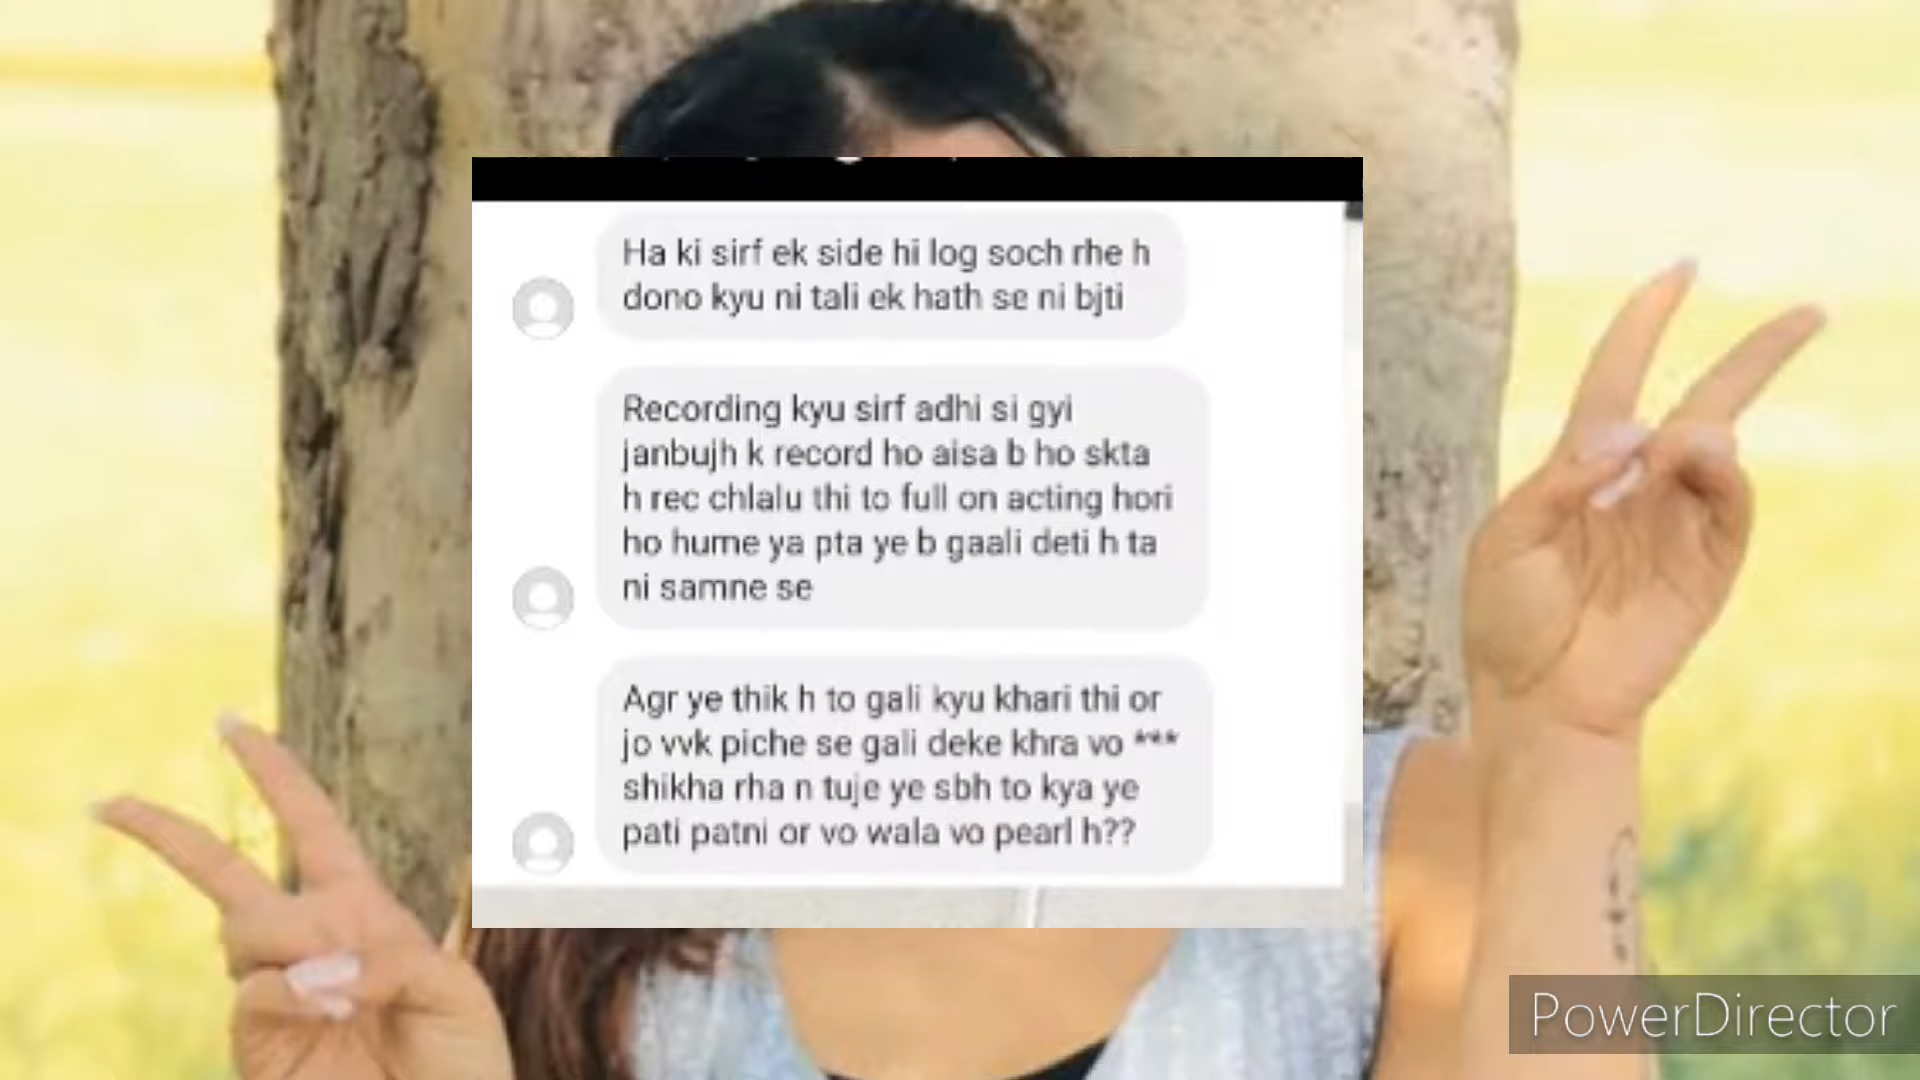 Ha ki sirf ek side hi log soch rhe h
dono kyu ni tali ek hath se ni bjti
Recording kyu sirf adhi si gyi
janbujh k record ho aisa b ho skta
h rec chlalu thi to full on acting hori
ho hume ya pta ye b gaali deti h ta
ni samne se
Agr ye thik h to gali kyu khari thi or
jo vvk piche se gali deke khra vo ***
shikha rha n tuje ye sbh to kya ye
pati patni or vo wala vo pearl h??
PowerDirector